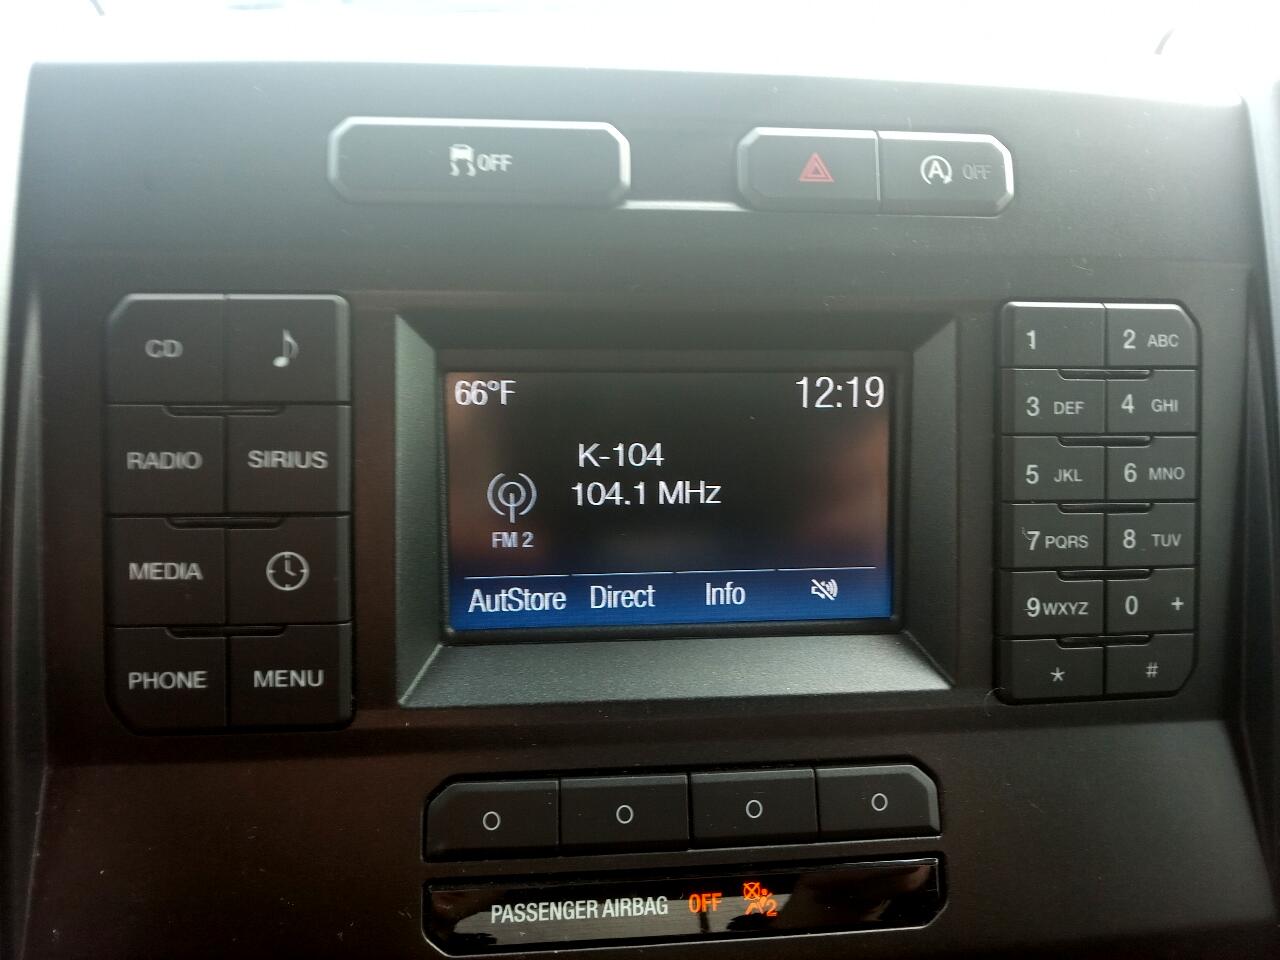 OFF
A OFF
CD
RADIO SIRIUS
MEDIA
PHONE MENU
66°F 12:19
K-104
104.1 MHz
FM 2
AutStore Direct Info
1 2 ABC
3 DEF 4 GHI
5 JKL 6 MNO
7 PQRS 8 TUV
9 WXYZ 0 +
* #
O O O O
PASSENGER AIRBAG OFF 2